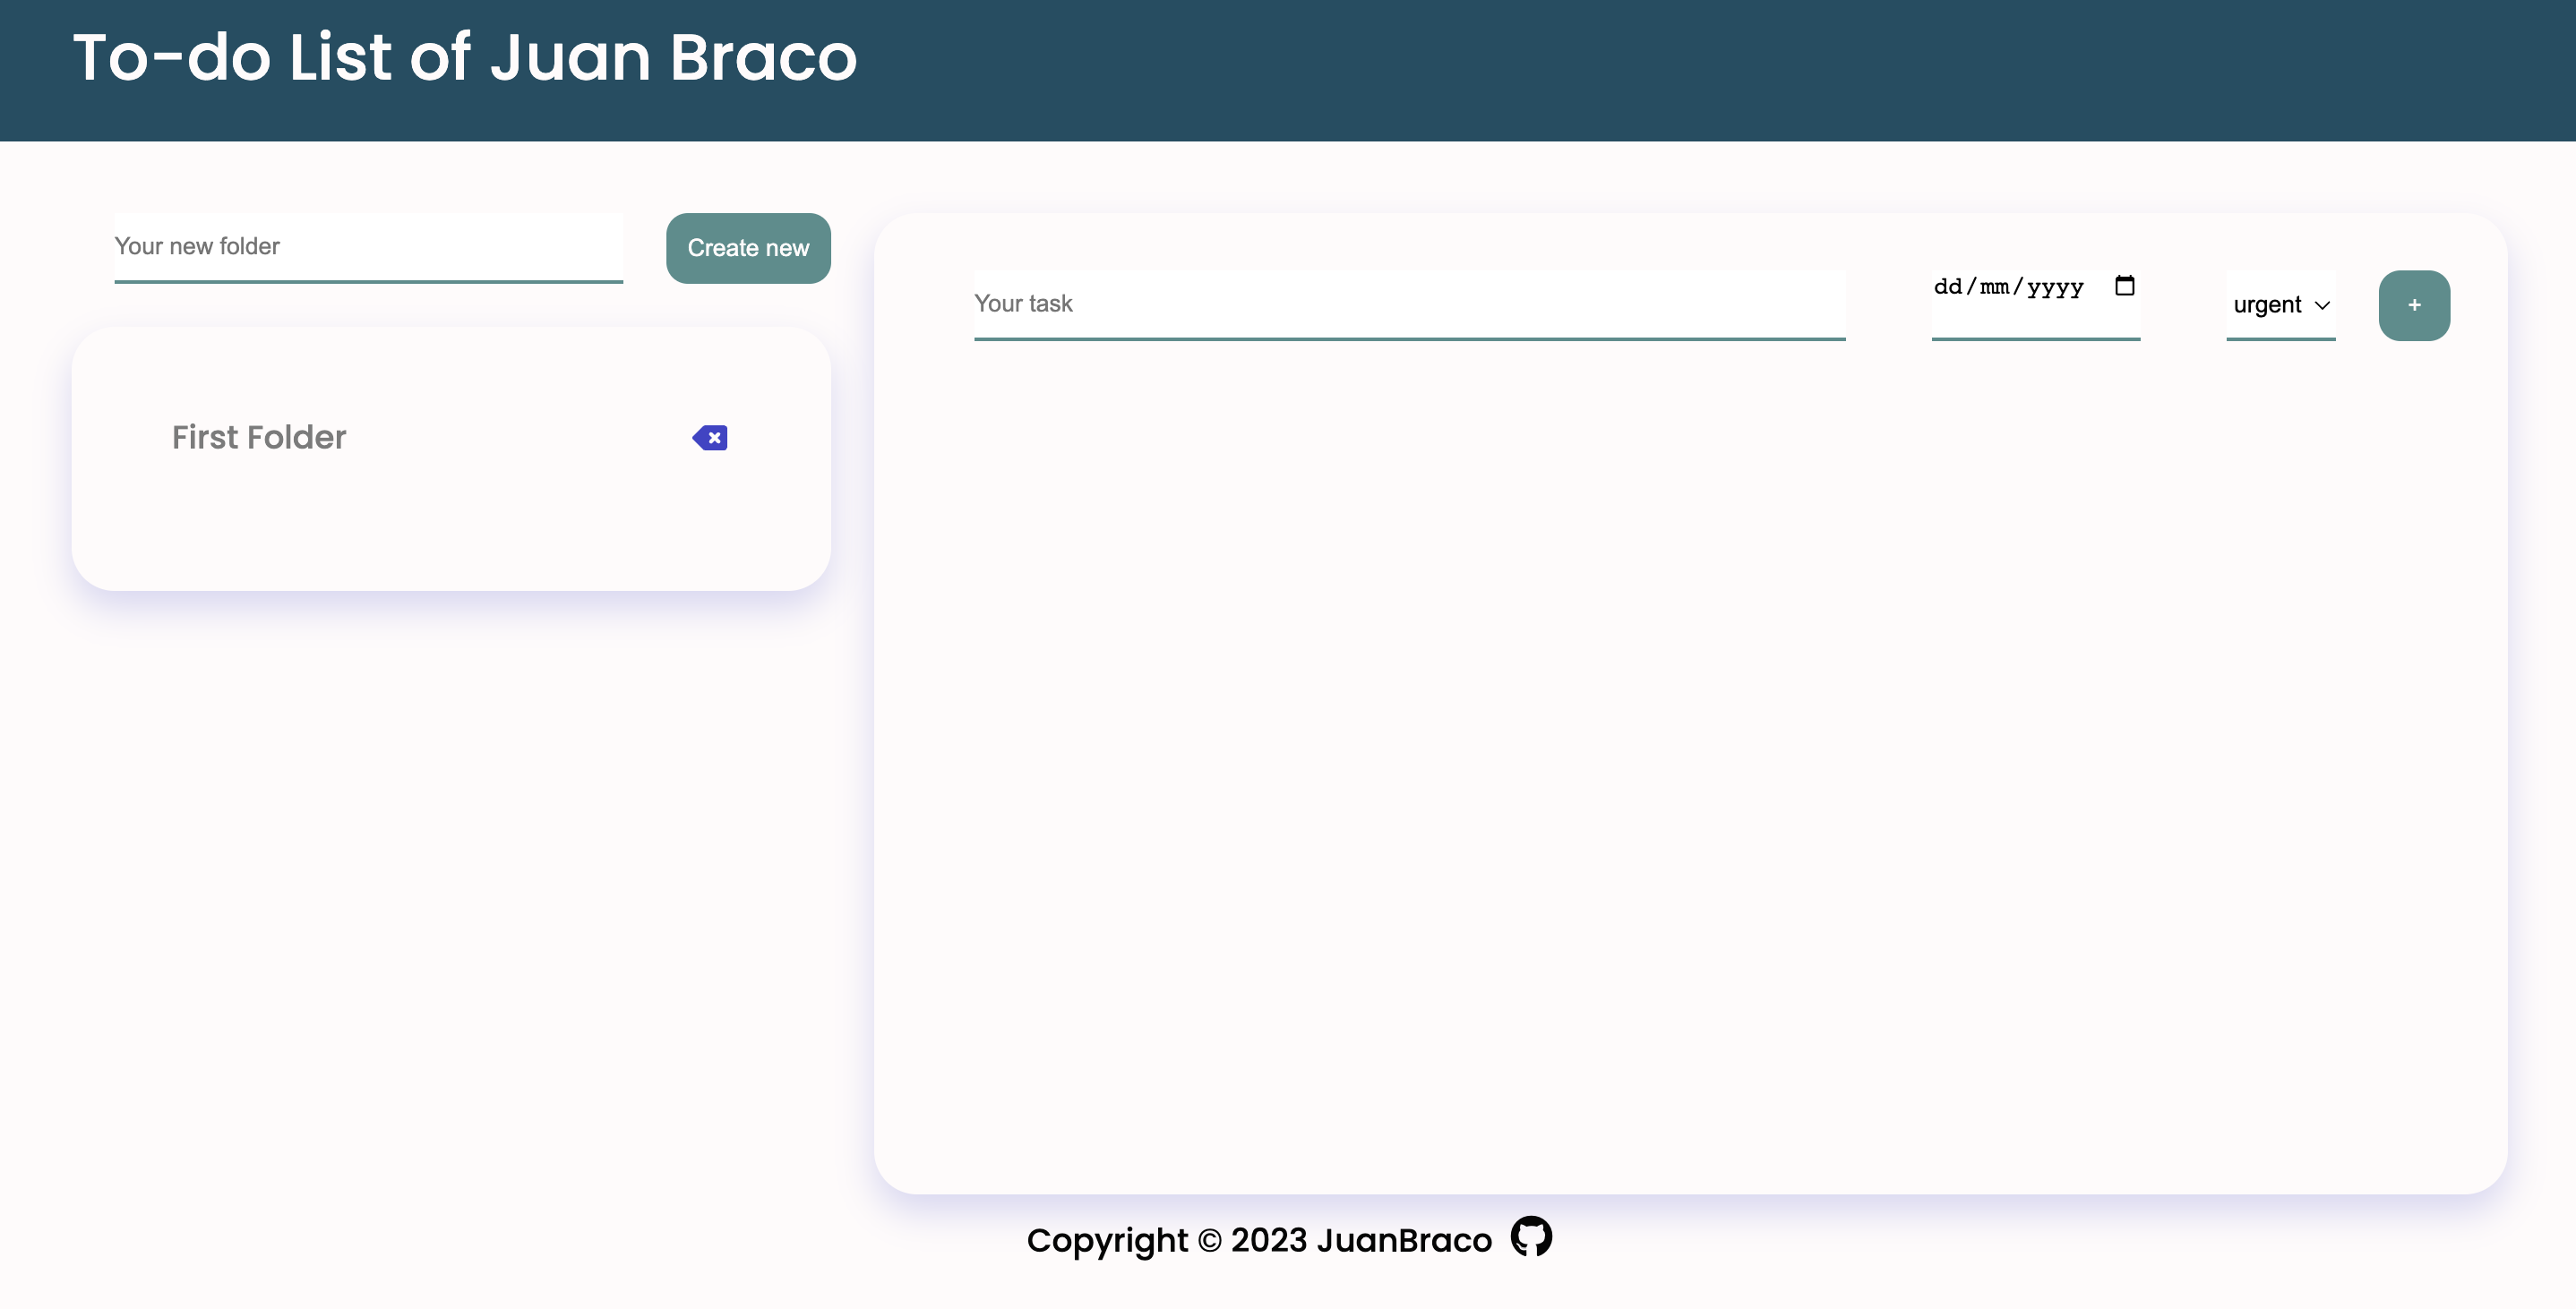 To-do List of Juan Braco
Your new folder
Create new
First Folder
Your task
dd/mm/yyyy
urgent
+
Copyright © 2023 JuanBraco